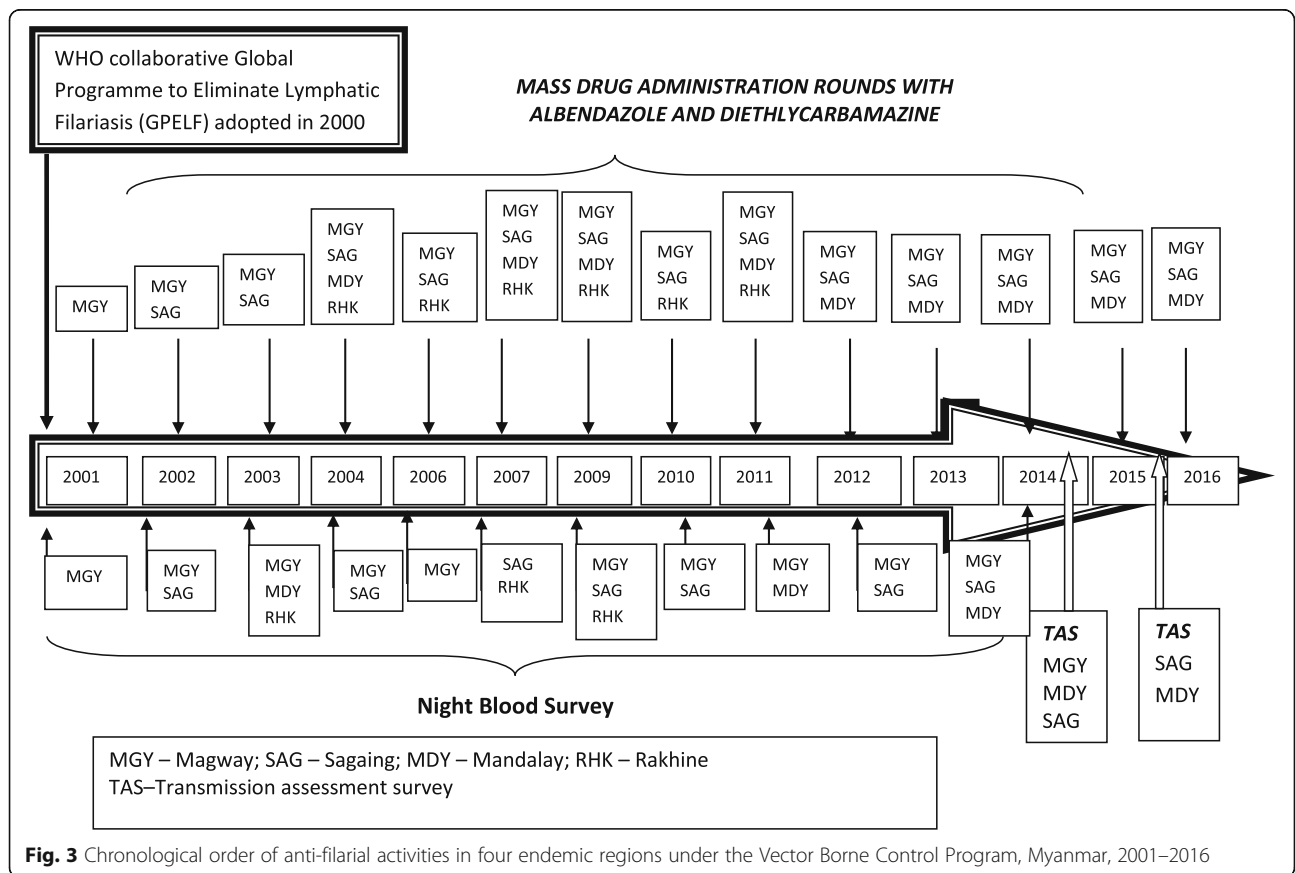 WHO collaborative Global
Programme to Eliminate Lymphatic
Filariasis (GPELF) adopted in 2000
MASS DRUG ADMINISTRATION ROUNDS WITH
ALBENDAZOLE AND DIETHLYCARBAMAZINE
MGY
MGY
SAG
MGY
SAG
MGY
SAG
MDY
RHK
MGY
SAG
RHK
MGY
SAG
MDY
RHK
MGY
SAG
MDY
RHK
MGY
SAG
RHK
MGY
SAG
MDY
RHK
MGY
SAG
MDY
MGY
SAG
MDY
MGY
SAG
MDY
MGY
SAG
MDY
MGY
SAG
MDY
2001
2002
2003
2004
2006
2007
2009
2010
2011
2012
2013
2014
2015
2016
MGY
MGY
SAG
MGY
MDY
RHK
MGY
SAG
MGY
SAG
RHK
MGY
SAG
RHK
MGY
SAG
MGY
MDY
MGY
SAG
MGY
SAG
MDY
TAS
MGY
MDY
SAG
TAS
SAG
MDY
Night Blood Survey
MGY – Magway; SAG – Sagaing; MDY – Mandalay; RHK – Rakhine
TAS–Transmission assessment survey
Fig. 3 Chronological order of anti-filarial activities in four endemic regions under the Vector Borne Control Program, Myanmar, 2001–2016